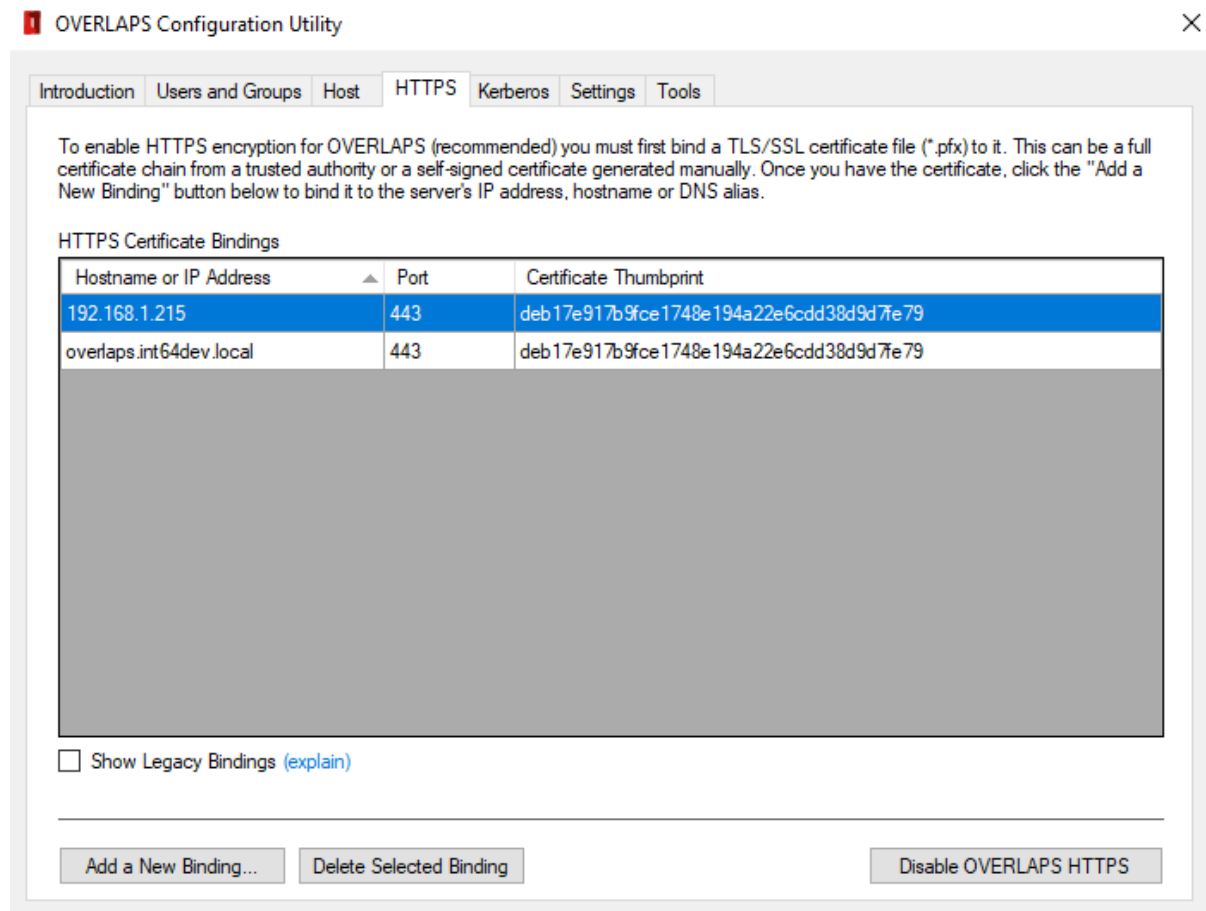 OVERLAPS Configuration Utility
Introduction Users and Groups Host HTTPS Kerberos Settings Tools
To enable HTTPS encryption for OVERLAPS (recommended) you must first bind a TLS/SSL certificate file (*.pfx) to it. This can be a full
certificate chain from a trusted authority or a self-signed certificate generated manually. Once you have the certificate, click the "Add a
New Binding" button below to bind it to the server's IP address, hostname or DNS alias.
HTTPS Certificate Bindings
Hostname or IP Address Port Certificate Thumbprint
192.168.1.215 443 deb17e917b9fce1748e194a22e6cdd38d9d7fe79
overlaps.int64dev.local 443 deb17e917b9fce1748e194a22e6cdd38d9d7fe79
Show Legacy Bindings (explain)
Add a New Binding... Delete Selected Binding Disable OVERLAPS HTTPS